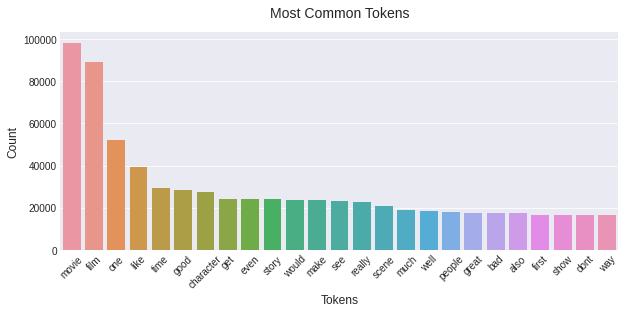 Most Common Tokens
100000
80000
60000
40000
20000
0
Count
movie
film
one
like
time
good
character
get
even
story
would
make
see
really
scene
much
well
people
great
bad
also
first
show
dont
way
Tokens